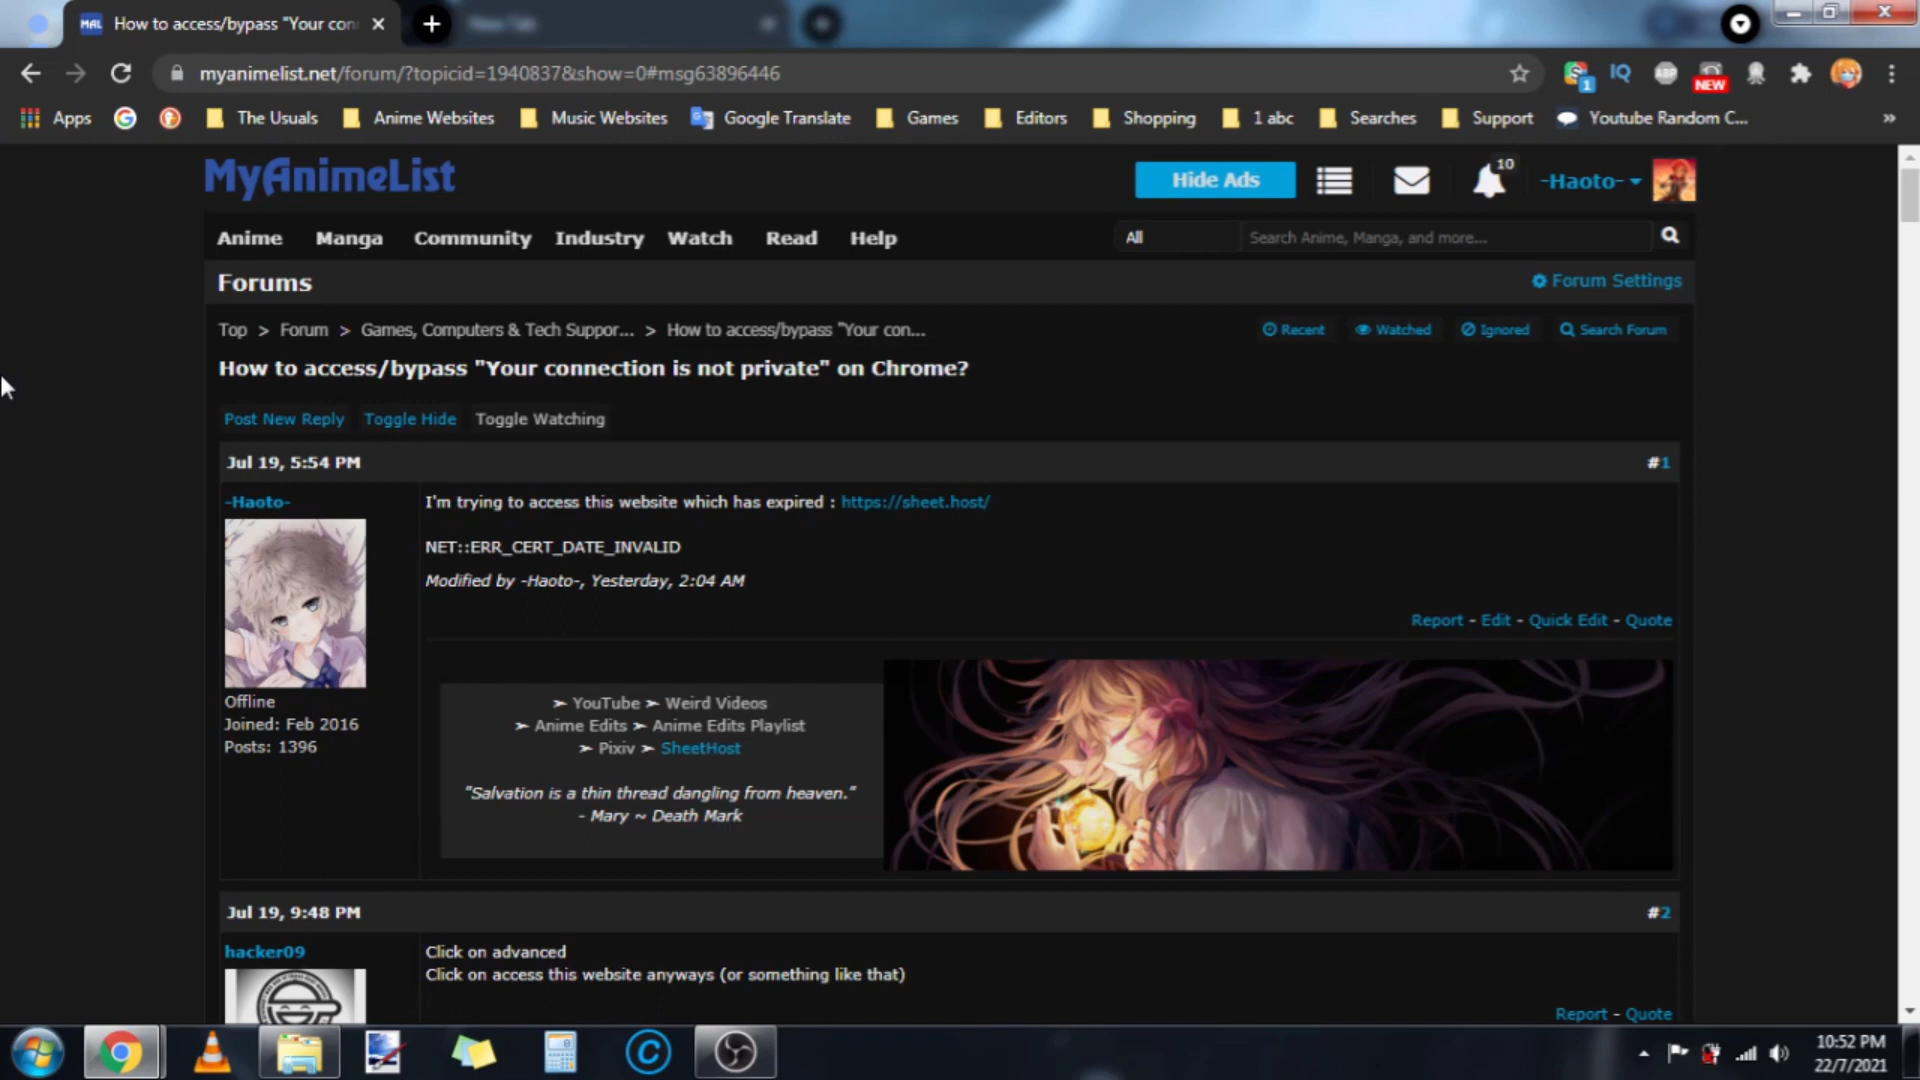 MAL How to access/bypass "Your con
New Tab
myanimelist.net/forum/?topicid=1940837&show=0#msg63896446
1 IQ ABP NEW
Apps The Usuals Anime Websites Music Websites Google Translate Games Editors Shopping 1 abc Searches Support Youtube Random C... »
MyAnimeList Hide Ads 10 -Haoto-
Anime Manga Community Industry Watch Read Help All Search Anime, Manga, and more...
Forums Forum Settings
Top > Forum > Games, Computers & Tech Suppor... > How to access/bypass "Your con... Recent Watched Ignored Search Forum
How to access/bypass "Your connection is not private" on Chrome?
Post New Reply Toggle Hide Toggle Watching
Jul 19, 5:54 PM #1
-Haoto- I'm trying to access this website which has expired : https://sheet.host/
NET::ERR_CERT_DATE_INVALID
Modified by -Haoto-, Yesterday, 2:04 AM
Report - Edit - Quick Edit - Quote
Offline
Joined: Feb 2016
Posts: 1396
➣ YouTube ➣ Weird Videos
➣ Anime Edits ➣ Anime Edits Playlist
➣ Pixiv ➣ SheetHost
"Salvation is a thin thread dangling from heaven."
- Mary ~ Death Mark
Jul 19, 9:48 PM #2
hacker09 Click on advanced
Click on access this website anyways (or something like that)
Report - Quote
10:52 PM
22/7/2021